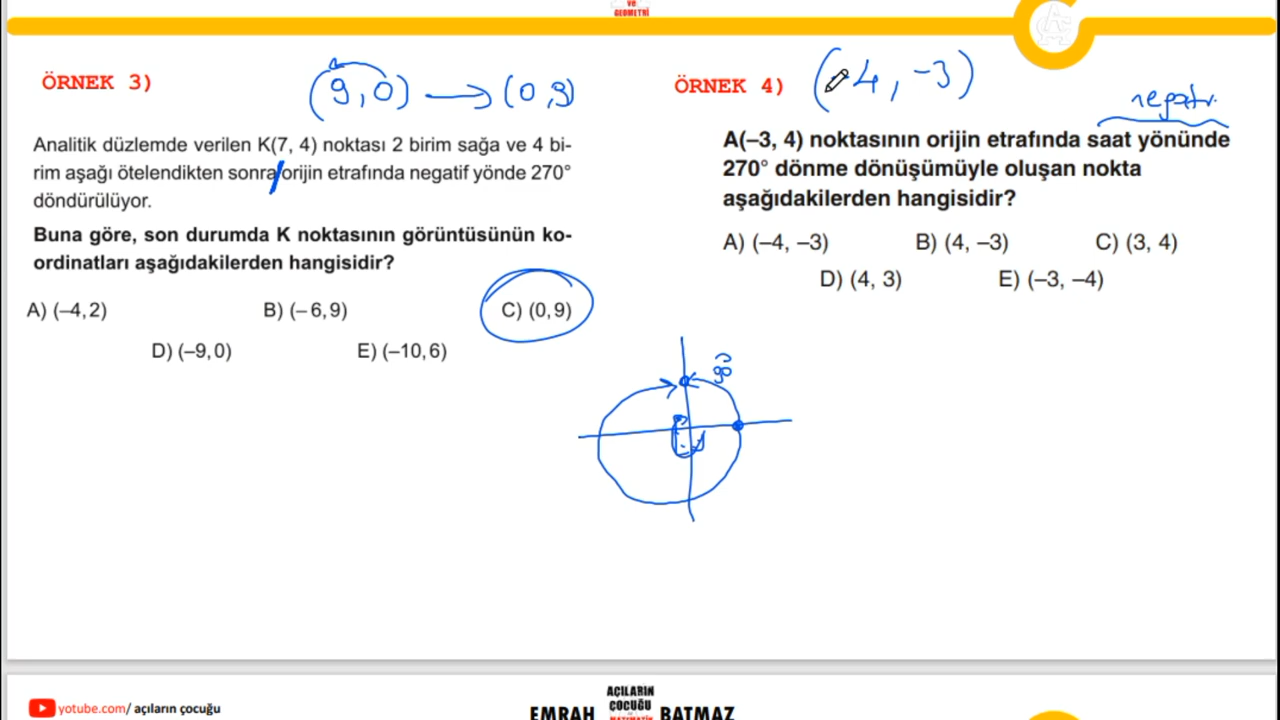 VE
GEOMETRİ
ÖRNEK 3)
(9,0) → (0,9)
Analitik düzlemde verilen K(7, 4) noktası 2 birim sağa ve 4 bi-
rim aşağı ötelendikten sonra orijin etrafında negatif yönde 270°
döndürülüyor.
Buna göre, son durumda K noktasının görüntüsünün ko-
ordinatları aşağıdakilerden hangisidir?
A) (–4, 2) B) (–6, 9) C) (0, 9)
D) (–9, 0) E) (–10, 6)
ÖRNEK 4)
(-4, -3)
negatif
A(–3, 4) noktasının orijin etrafında saat yönünde
270° dönme dönüşümüyle oluşan nokta
aşağıdakilerden hangisidir?
A) (–4, –3) B) (4, –3) C) (3, 4)
D) (4, 3) E) (–3, –4)
90
yotube.com/ açıların çocuğu
AÇILARIN
ÇOCUĞU
EMRAH MATEMATİK BATMAZ